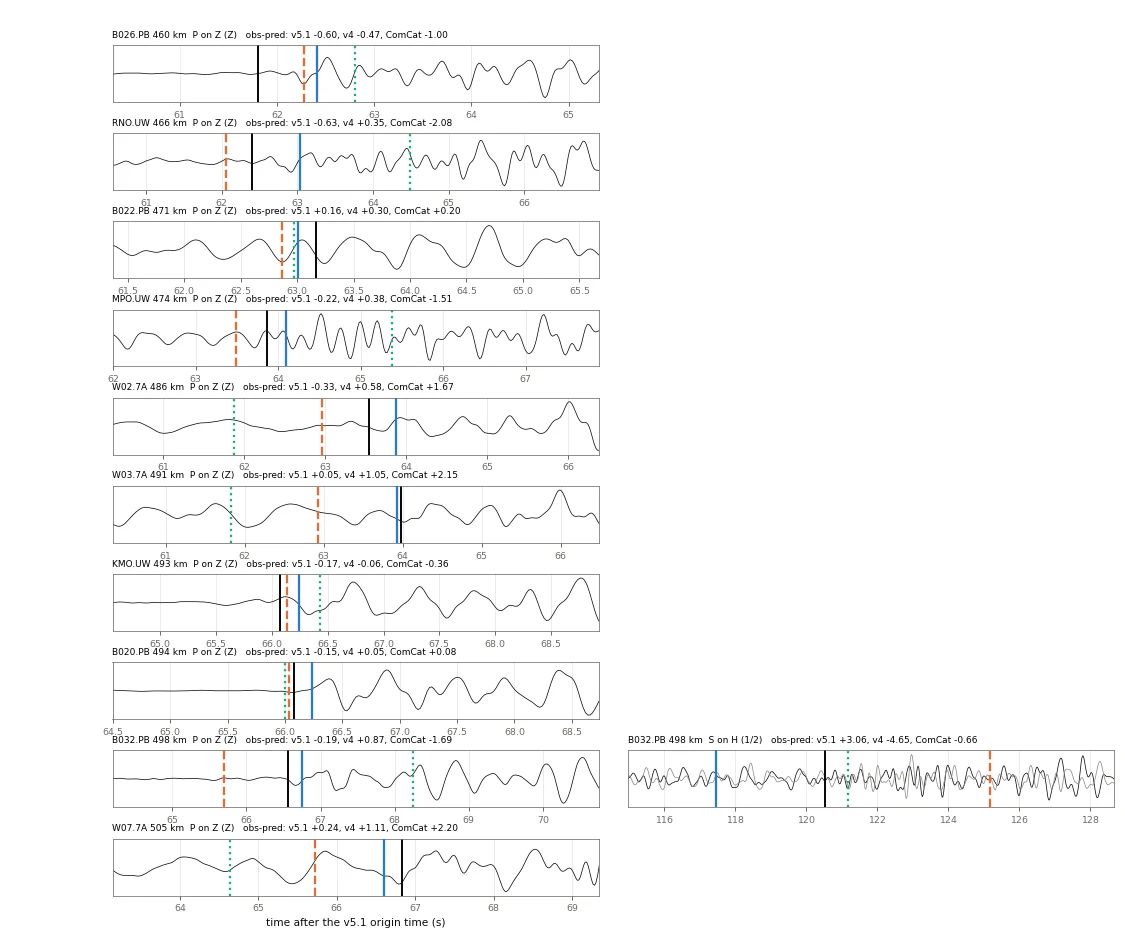 B026.PB 460 km P on Z (Z) obs-pred: v5.1 -0.60, v4 -0.47, ComCat -1.00
61 62 63 64 65
RNO.UW 466 km P on Z (Z) obs-pred: v5.1 -0.63, v4 +0.35, ComCat -2.08
61 62 63 64 65 66
B022.PB 471 km P on Z (Z) obs-pred: v5.1 +0.16, v4 +0.30, ComCat +0.20
61.5 62.0 62.5 63.0 63.5 64.0 64.5 65.0 65.5
MPO.UW 474 km P on Z (Z) obs-pred: v5.1 -0.22, v4 +0.38, ComCat -1.51
62 63 64 65 66 67
W02.7A 486 km P on Z (Z) obs-pred: v5.1 -0.33, v4 +0.58, ComCat +1.67
61 62 63 64 65 66
W03.7A 491 km P on Z (Z) obs-pred: v5.1 +0.05, v4 +1.05, ComCat +2.15
61 62 63 64 65 66
KMO.UW 493 km P on Z (Z) obs-pred: v5.1 -0.17, v4 -0.06, ComCat -0.36
65.0 65.5 66.0 66.5 67.0 67.5 68.0 68.5
B020.PB 494 km P on Z (Z) obs-pred: v5.1 -0.15, v4 +0.05, ComCat +0.08
64.5 65.0 65.5 66.0 66.5 67.0 67.5 68.0 68.5
B032.PB 498 km P on Z (Z) obs-pred: v5.1 -0.19, v4 +0.87, ComCat -1.69
65 66 67 68 69 70
B032.PB 498 km S on H (1/2) obs-pred: v5.1 +3.06, v4 -4.65, ComCat -0.66
116 118 120 122 124 126 128
W07.7A 505 km P on Z (Z) obs-pred: v5.1 +0.24, v4 +1.11, ComCat +2.20
64 65 66 67 68 69
time after the v5.1 origin time (s)